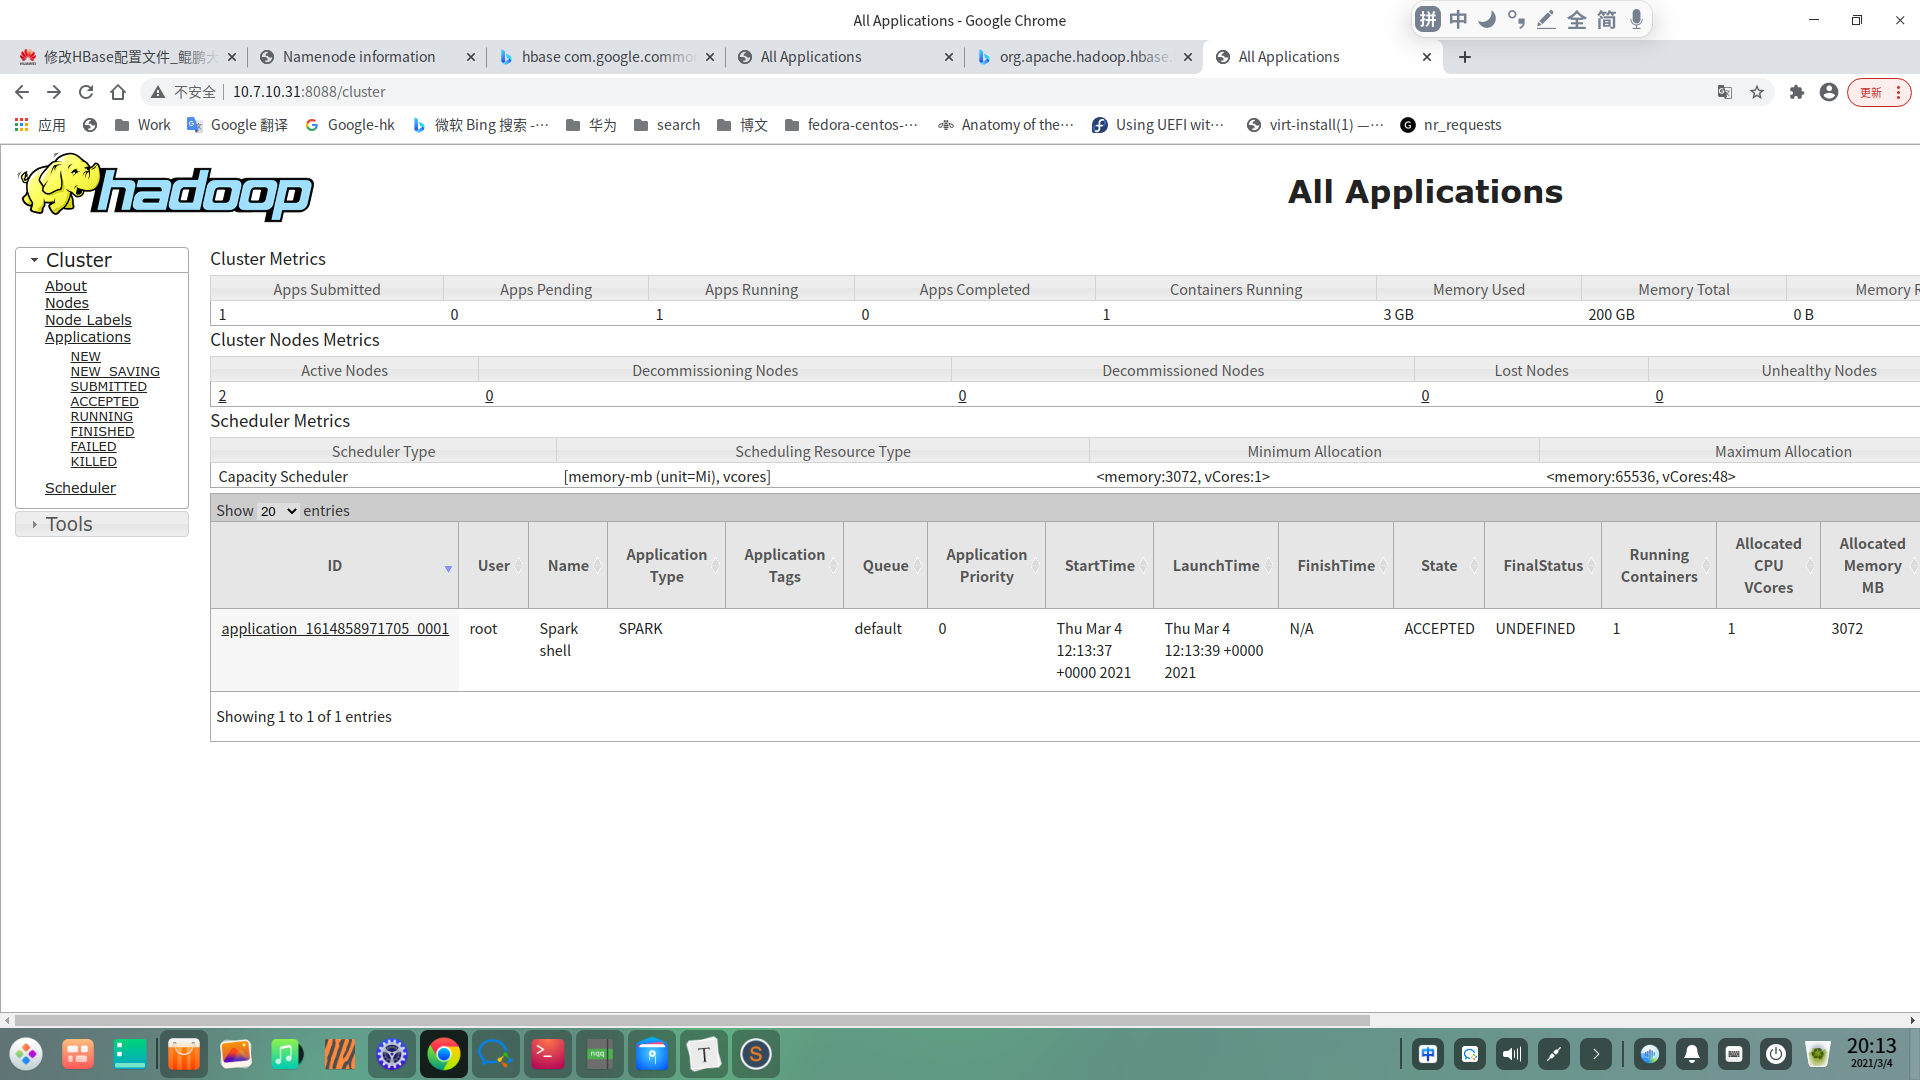 All Applications - Google Chrome
拼 中 全 简
修改HBase配置文件_鲲鹏大
Namenode information
hbase com.google.commo
All Applications
org.apache.hadoop.hbase.
All Applications
不安全 10.7.10.31:8088/cluster
更新
应用 Work Google 翻译 Google-hk 微软 Bing 搜索 -⋯ 华为 search 博文 fedora-centos-⋯ Anatomy of the⋯ Using UEFI wit⋯ virt-install(1) —⋯ nr_requests
hadoop
All Applications
Cluster
About
Nodes
Node Labels
Applications
NEW
NEW_SAVING
SUBMITTED
ACCEPTED
RUNNING
FINISHED
FAILED
KILLED
Scheduler
Tools
Cluster Metrics
Apps Submitted Apps Pending Apps Running Apps Completed Containers Running Memory Used Memory Total Memory R
1 0 1 0 1 3 GB 200 GB 0 B
Cluster Nodes Metrics
Active Nodes Decommissioning Nodes Decommissioned Nodes Lost Nodes Unhealthy Nodes
2 0 0 0 0
Scheduler Metrics
Scheduler Type Scheduling Resource Type Minimum Allocation Maximum Allocation
Capacity Scheduler [memory-mb (unit=Mi), vcores] <memory:3072, vCores:1> <memory:65536, vCores:48>
Show 20 entries
ID User Name Application Type Application Tags Queue Application Priority StartTime LaunchTime FinishTime State FinalStatus Running Containers Allocated CPU VCores Allocated Memory MB
application_1614858971705_0001 root Spark shell SPARK default 0 Thu Mar 4 12:13:37 +0000 2021 Thu Mar 4 12:13:39 +0000 2021 N/A ACCEPTED UNDEFINED 1 1 3072
Showing 1 to 1 of 1 entries
nqq
T
S
中
20:13
2021/3/4